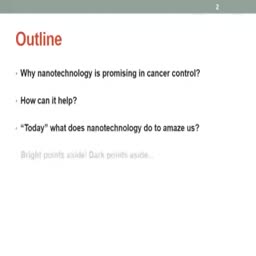 2
Outline
Why nanotechnology is promising in cancer control?
How can it help?
“Today” what does nanotechnology do to amaze us?
Bright points aside! Dark points aside...